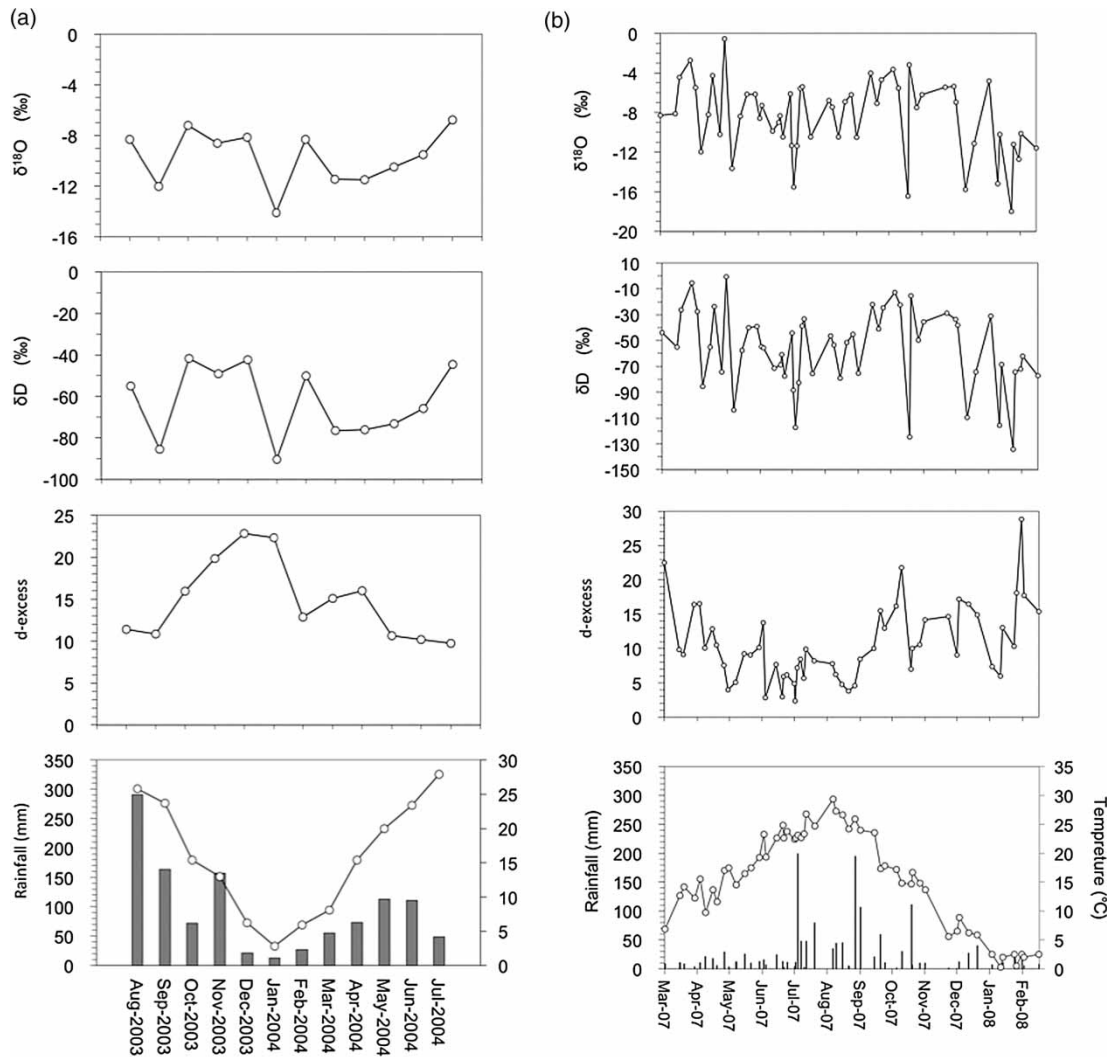 (a)
0
-4
-8
-12
-16
δ18O (‰)
0
-20
-40
-60
-80
-100
δD (‰)
25
20
15
10
5
0
d-excess
350
300
250
200
150
100
50
0
Rainfall (mm)
30
25
20
15
10
5
0
Aug-2003
Sep-2003
Oct-2003
Nov-2003
Dec-2003
Jan-2004
Feb-2004
Mar-2004
Apr-2004
May-2004
Jun-2004
Jul-2004
(b)
0
-4
-8
-12
-16
-20
δ18O (‰)
10
-10
-30
-50
-70
-90
-110
-130
-150
δD (‰)
30
25
20
15
10
5
0
d-excess
350
300
250
200
150
100
50
0
Rainfall (mm)
35
30
25
20
15
10
5
0
Tempreture (°C)
Mar-07
Apr-07
May-07
Jun-07
Jul-07
Aug-07
Sep-07
Oct-07
Nov-07
Dec-07
Jan-08
Feb-08